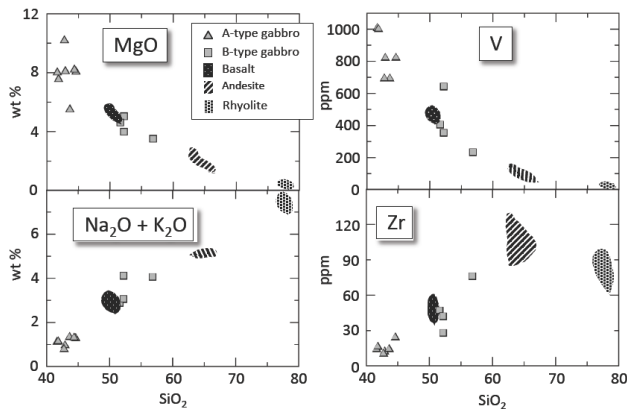 12
MgO
A-type gabbro
B-type gabbro
Basalt
Andesite
Rhyolite
wt %
8
4
0
Na₂O + K₂O
wt %
6
4
2
0
40
50
60
70
80
SiO₂
1000
V
ppm
800
600
400
200
0
Zr
ppm
120
90
60
30
0
40
50
60
70
80
SiO₂